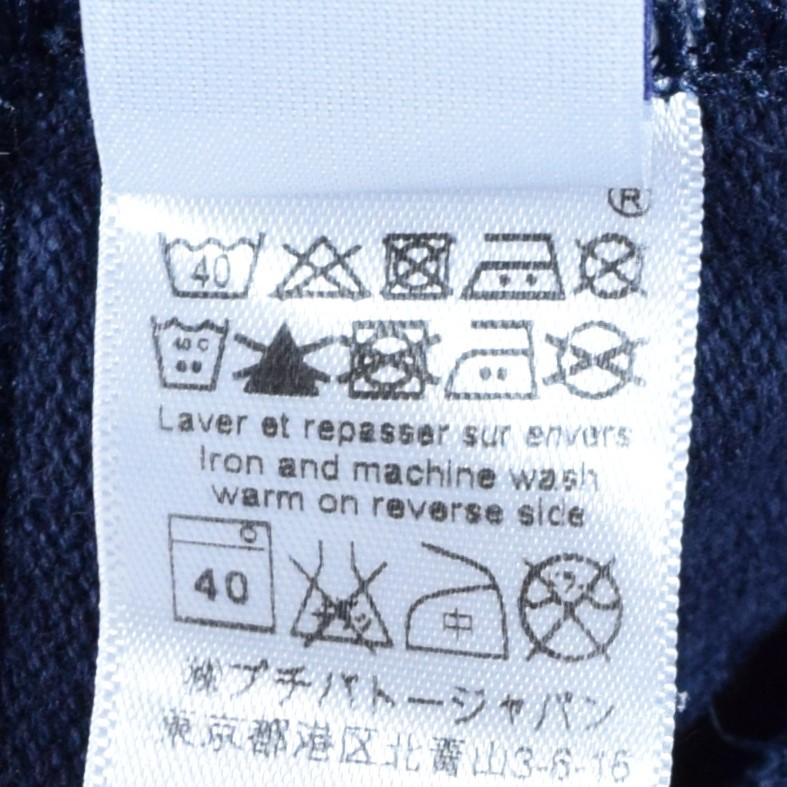 ®
40
40 C
Laver et repasser sur envers
Iron and machine wash
warm on reverse side
40 中
㈱プチバトージャパン
東京都港区北青山3-6-16